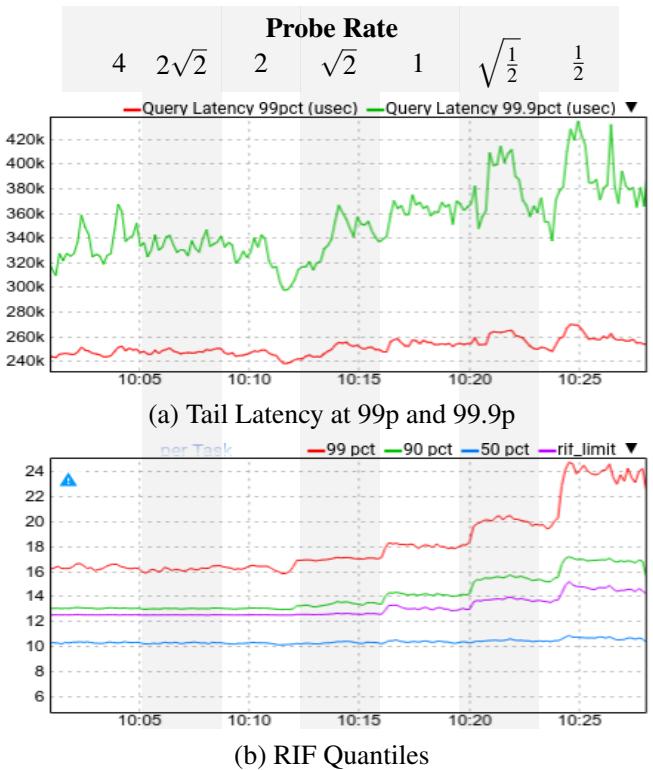 Probe Rate
4 2√2 2 √2 1 √½ ½
Query Latency 99pct (usec) Query Latency 99.9pct (usec) ▼
420k
400k
380k
360k
340k
320k
300k
280k
260k
240k
10:05 10:10 10:15 10:20 10:25
(a) Tail Latency at 99p and 99.9p
per Task 99 pct 90 pct 50 pct rif_limit ▼
24
22
20
18
16
14
12
10
8
6
10:05 10:10 10:15 10:20 10:25
(b) RIF Quantiles